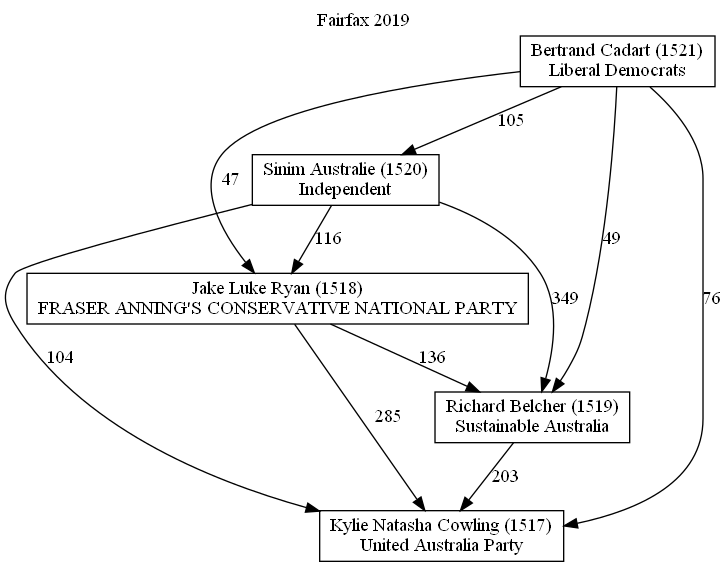 Fairfax 2019
Bertrand Cadart (1521)
Liberal Democrats
105
Sinim Australie (1520)
Independent
47
116
49
Jake Luke Ryan (1518)
FRASER ANNING'S CONSERVATIVE NATIONAL PARTY
349
76
104
136
Richard Belcher (1519)
Sustainable Australia
285
203
Kylie Natasha Cowling (1517)
United Australia Party